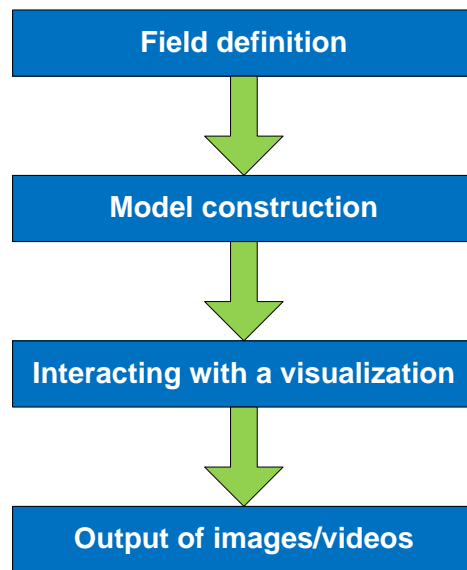 Field definition
Model construction
Interacting with a visualization
Output of images/videos